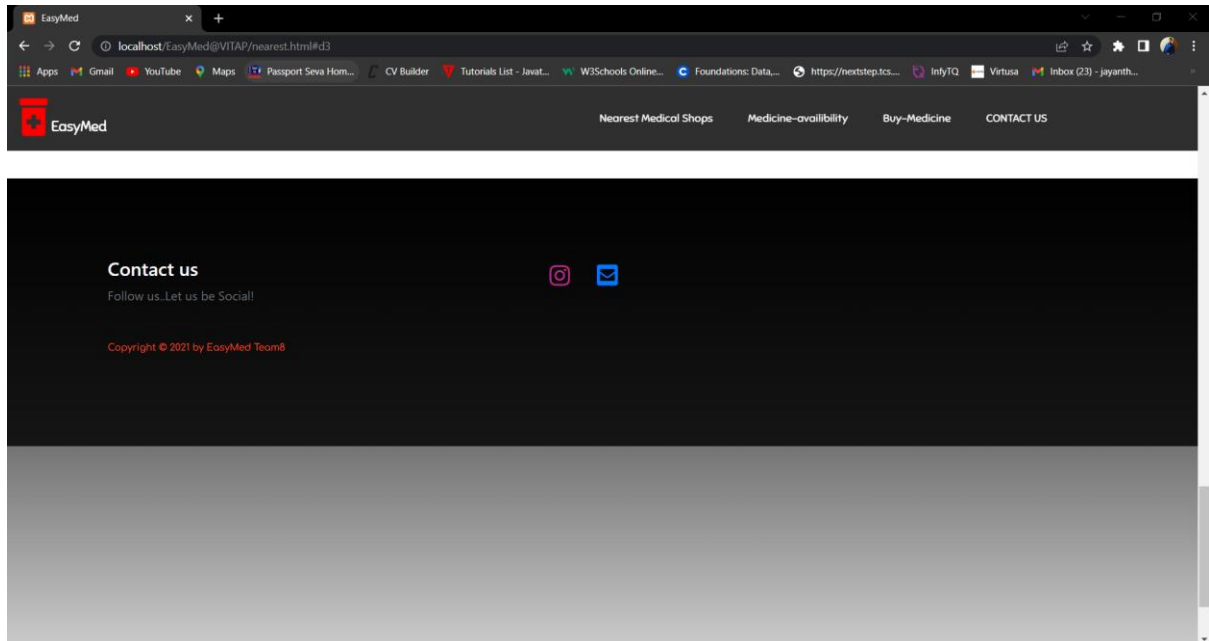 EasyMed
localhost/EasyMed@VITAP/nearest.html#d3
Apps Gmail YouTube Maps Passport Seva Hom... CV Builder Tutorials List - Javat... W3Schools Online... Foundations: Data,... https://nextstep.tcs.... InfyTQ Virtusa Inbox (23) - jayanth...
EasyMed Nearest Medical Shops Medicine-availibility Buy-Medicine CONTACT US
Contact us
Follow us..Let us be Social!
Copyright © 2021 by EasyMed Team8